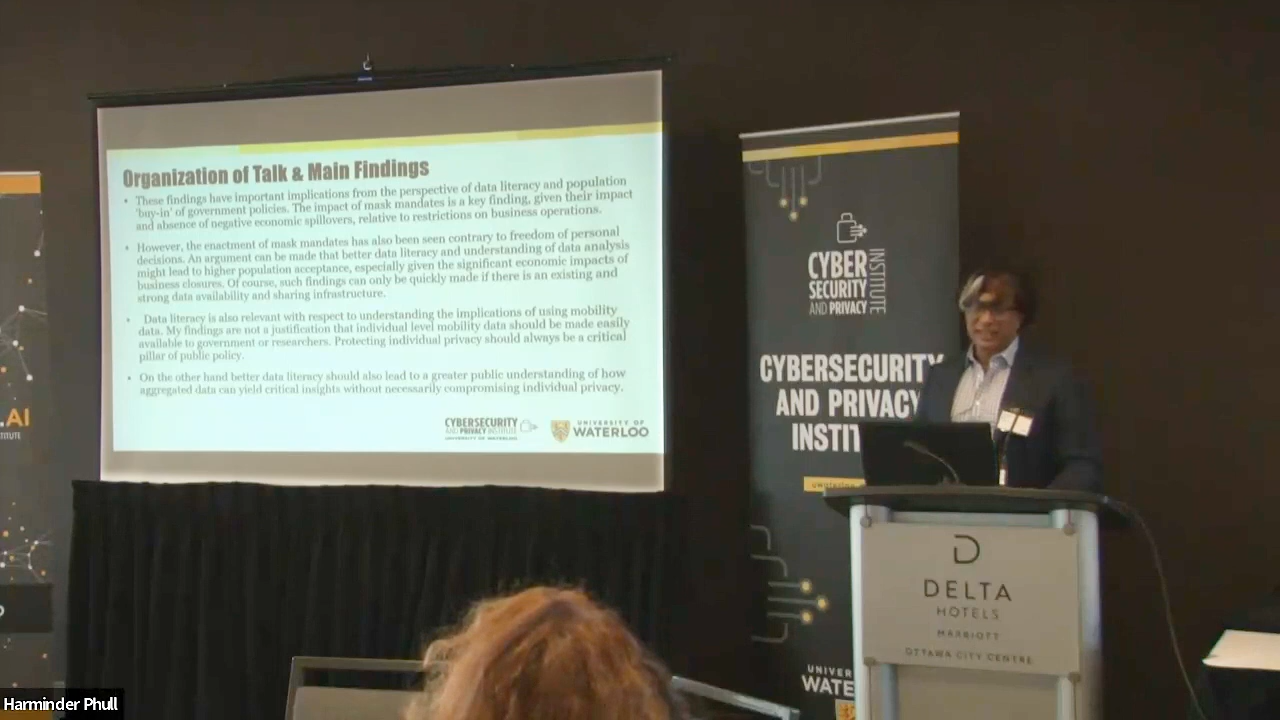 Organization of Talk & Main Findings
• These findings have important implications from the perspective of data literacy and population
'buy-in' of government policies. The impact of mask mandates is a key finding, given their impact
and absence of negative economic spillovers, relative to restrictions on business operations.
• However, the enactment of mask mandates has also been seen contrary to freedom of personal
decisions. An argument can be made that better data literacy and understanding of data analysis
might lead to higher population acceptance, especially given the significant economic impacts of
business closures. Of course, such findings can only be quickly made if there is an existing and
strong data availability and sharing infrastructure.
• Data literacy is also relevant with respect to understanding the implications of using mobility
data. My findings are not a justification that individual level mobility data should be made easily
available to government or researchers. Protecting individual privacy should always be a critical
pillar of public policy.
• On the other hand better data literacy should also lead to a greater public understanding of how
aggregated data can yield critical insights without necessarily compromising individual privacy.
CYBERSECURITY
AND PRIVACY INSTITUTE
UNIVERSITY OF WATERLOO
UNIVERSITY OF
WATERLOO
.AI
CYBER
SECURITY
AND PRIVACY
INSTITUTE
CYBERSECURITY
AND PRIVACY
INSTIT
UNIVER
WATE
D
DELTA
HOTELS
MARRIOTT
OTTAWA CITY CENTRE
Harminder Phull